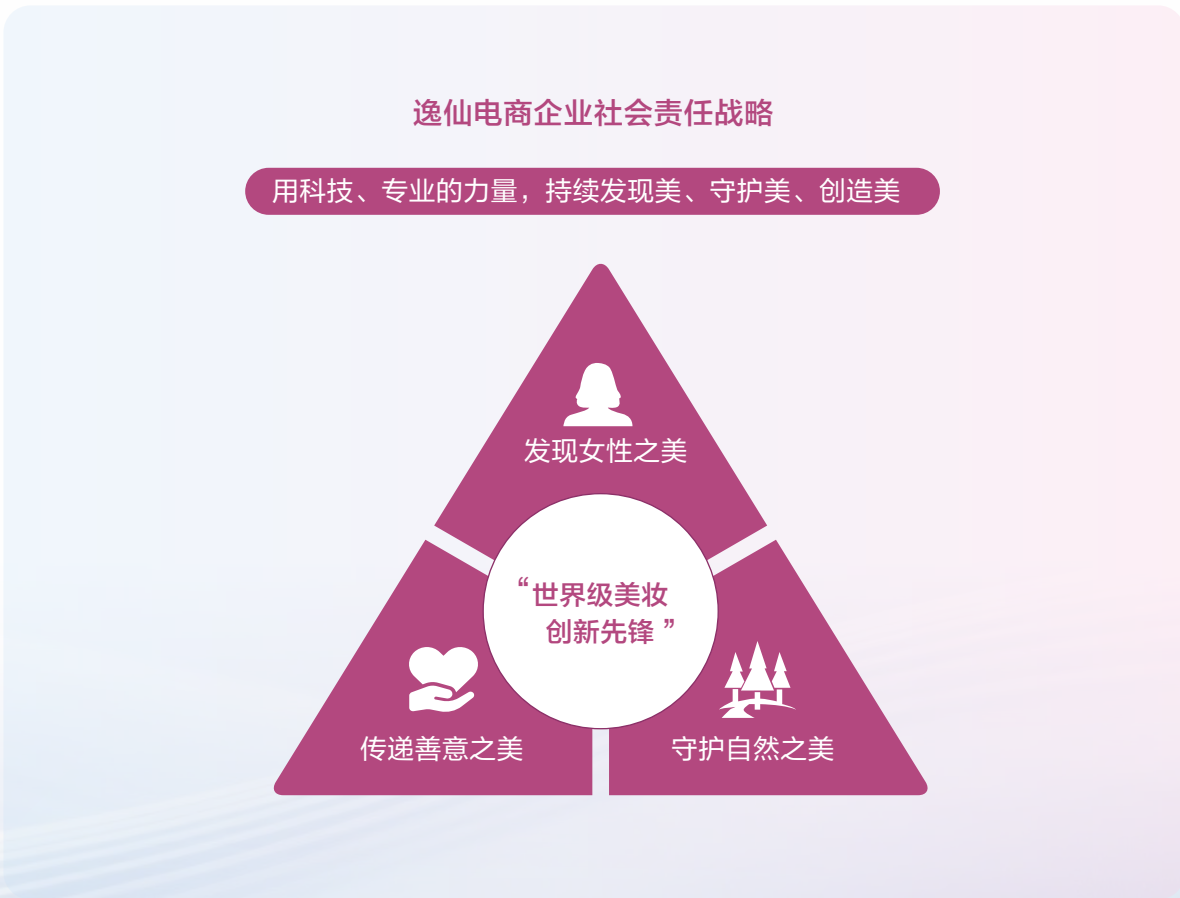 逸仙电商企业社会责任战略
用科技、专业的力量，持续发现美、守护美、创造美
发现女性之美
“世界级美妆
创新先锋”
传递善意之美
守护自然之美